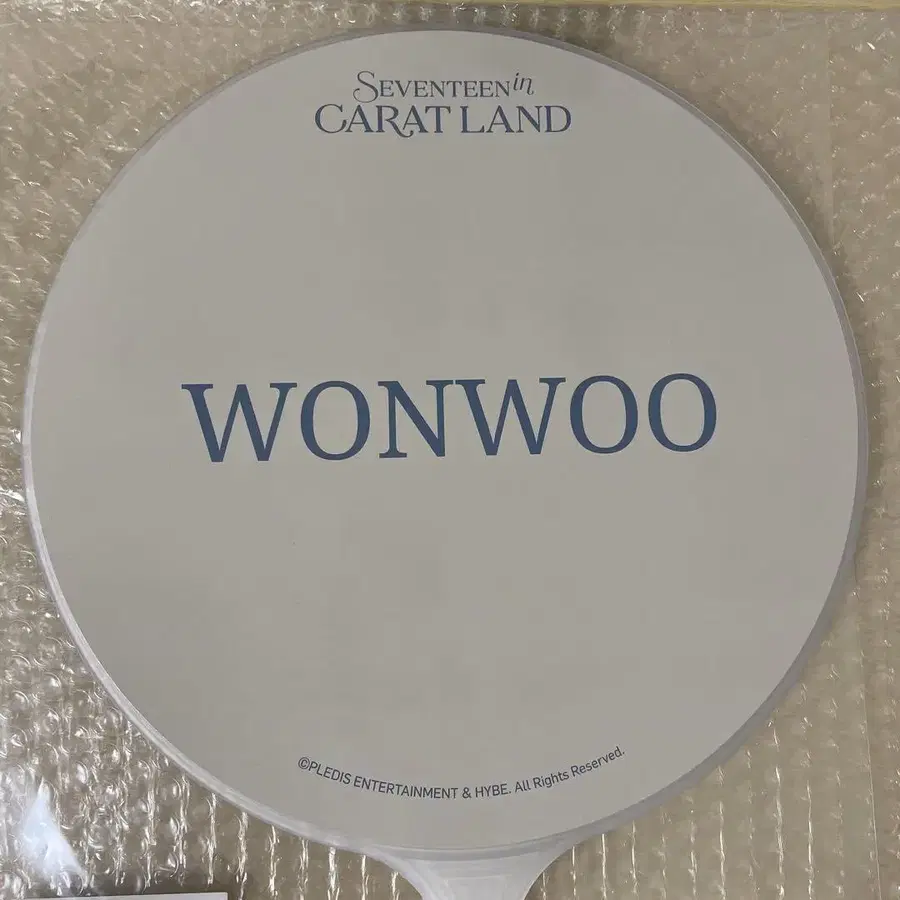 SEVENTEEN in
CARAT LAND
WONWOO
©PLEDIS ENTERTAINMENT & HYBE. All Rights Reserved.